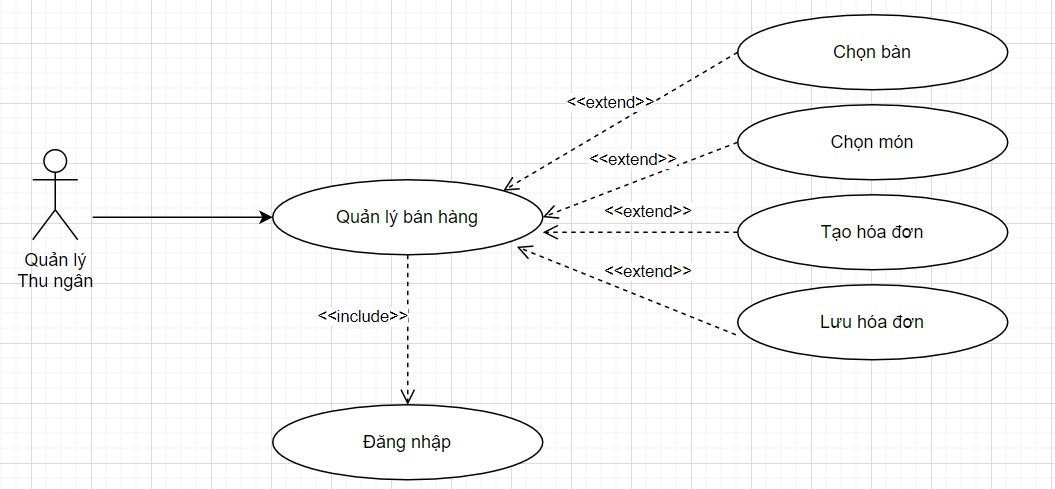 Chọn bàn
<<extend>>
Chọn món
<<extend>>
Quản lý bán hàng
<<extend>>
Tạo hóa đơn
Quản lý
Thu ngân
<<extend>>
<<include>>
Lưu hóa đơn
Đăng nhập